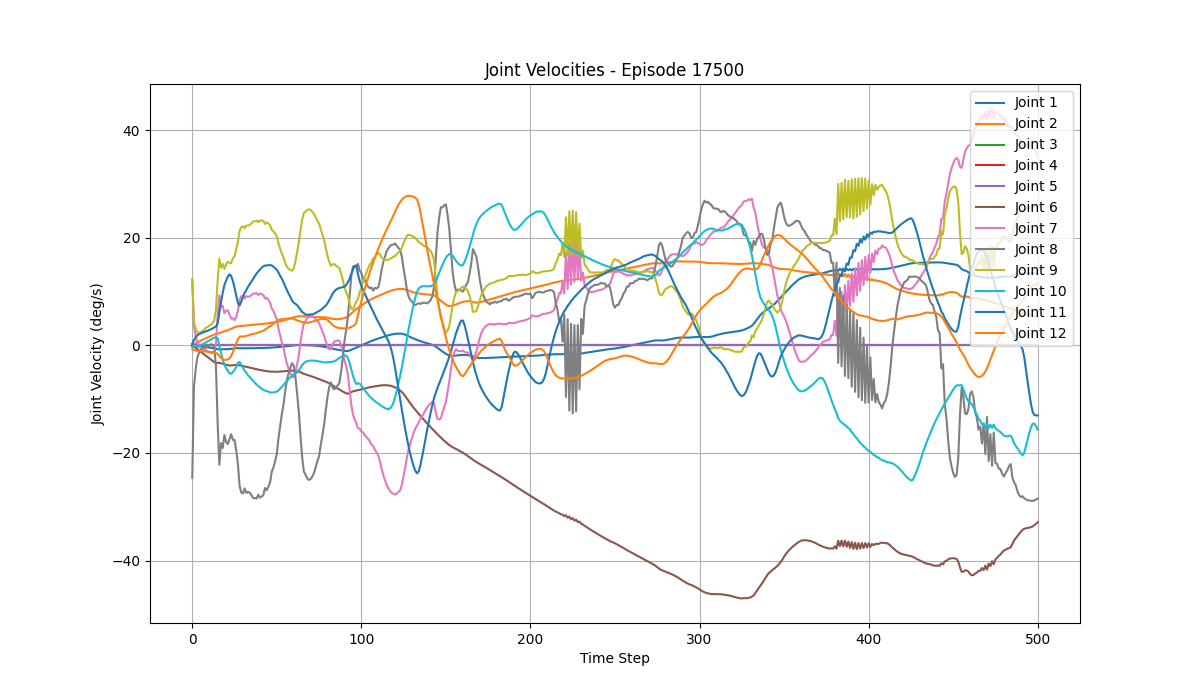 Joint Velocities - Episode 17500
Joint Velocity (deg/s)
40
20
0
−20
−40
0
100
200
300
400
500
Time Step
Joint 1
Joint 2
Joint 3
Joint 4
Joint 5
Joint 6
Joint 7
Joint 8
Joint 9
Joint 10
Joint 11
Joint 12